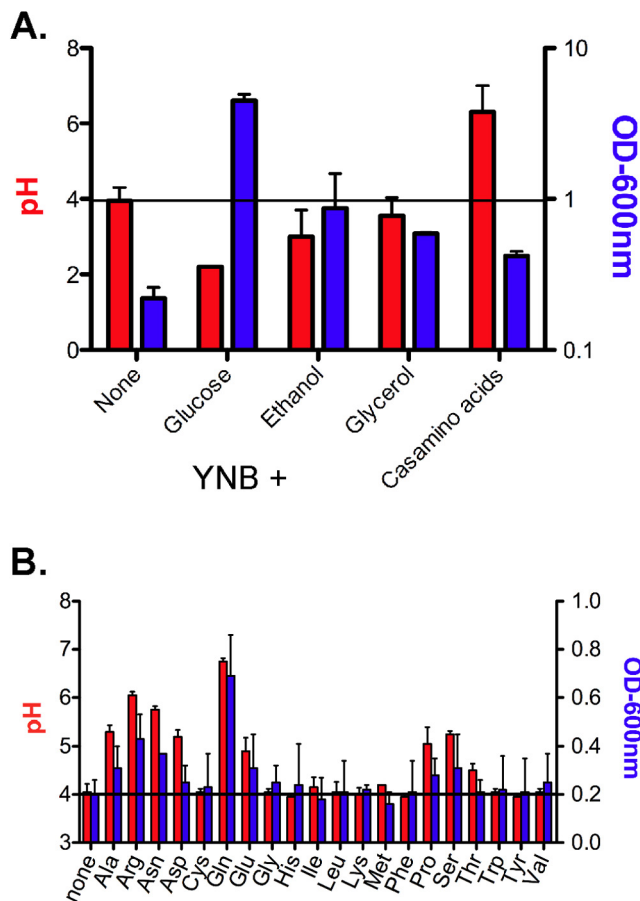 A.
8
6
4
2
0
pH
10
1
0.1
OD-600nm
None
Glucose
Ethanol
Glycerol
Casamino acids
YNB +
B.
8
7
6
5
4
3
pH
1.0
0.8
0.6
0.4
0.2
0.0
OD-600nm
none
Ala
Arg
Asn
Asp
Cys
Gln
Glu
Gly
His
Ile
Leu
Lys
Met
Phe
Pro
Ser
Thr
Trp
Tyr
Val